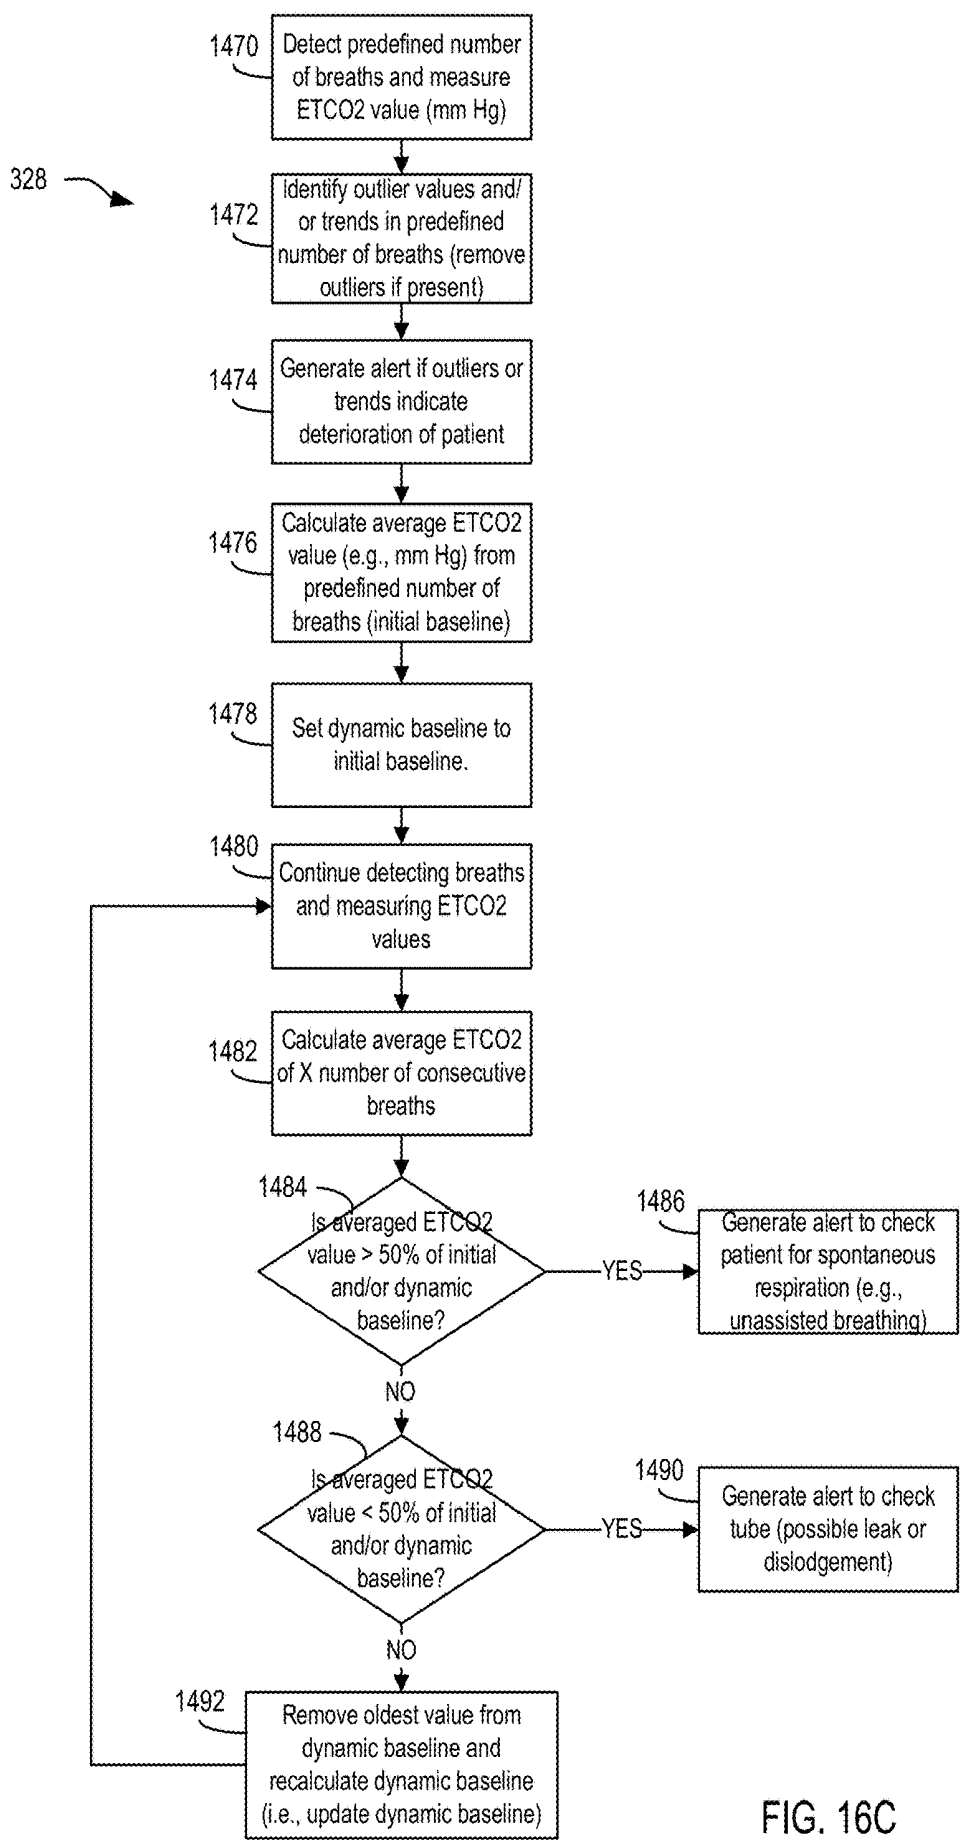 1470
Detect predefined number
of breaths and measure
ETCO2 value (mm Hg)
328
1472
Identify outlier values and/
or trends in predefined
number of breaths (remove
outliers if present)
1474
Generate alert if outliers or
trends indicate
deterioration of patient
1476
Calculate average ETCO2
value (e.g., mm Hg) from
predefined number of
breaths (initial baseline)
1478
Set dynamic baseline to
initial baseline.
1480
Continue detecting breaths
and measuring ETCO2
values
1482
Calculate average ETCO2
of X number of consecutive
breaths
1484
Is averaged ETCO2
value > 50% of initial
and/or dynamic
baseline?
YES
1486
Generate alert to check
patient for spontaneous
respiration (e.g.,
unassisted breathing)
NO
1488
Is averaged ETCO2
value < 50% of initial
and/or dynamic
baseline?
YES
1490
Generate alert to check
tube (possible leak or
dislodgement)
NO
1492
Remove oldest value from
dynamic baseline and
recalculate dynamic baseline
(i.e., update dynamic baseline)
FIG. 16C